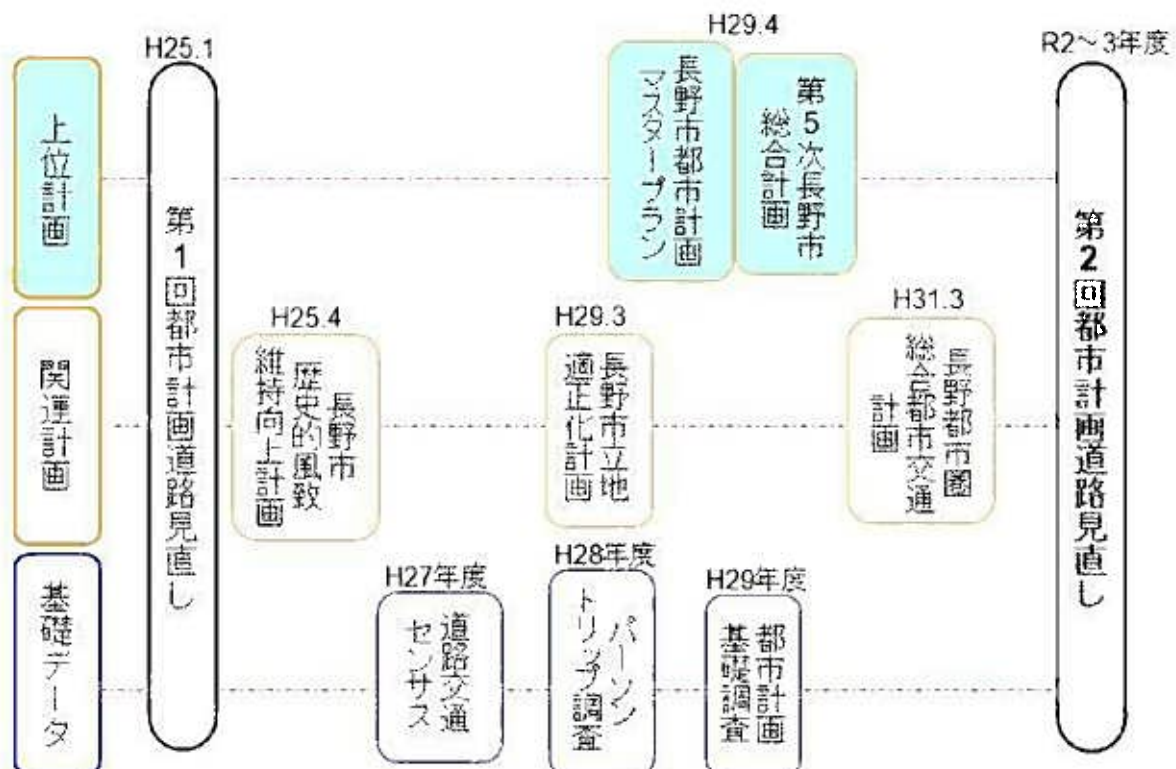 H25.1
H29.4
R2～3年度
上位計画
第1回都市計画道路見直し
長野市都市計画
マスタープラン
第5次長野市
総合計画
第2回都市計画道路見直し
関連計画
H25.4
長野市
歴史的風致
維持向上計画
H29.3
長野市立地
適正化計画
H31.3
長野都市圏
総合都市交通
計画
基礎データ
H27年度
道路交通
センサス
H28年度
パーソン
トリップ調査
H29年度
都市計画
基礎調査